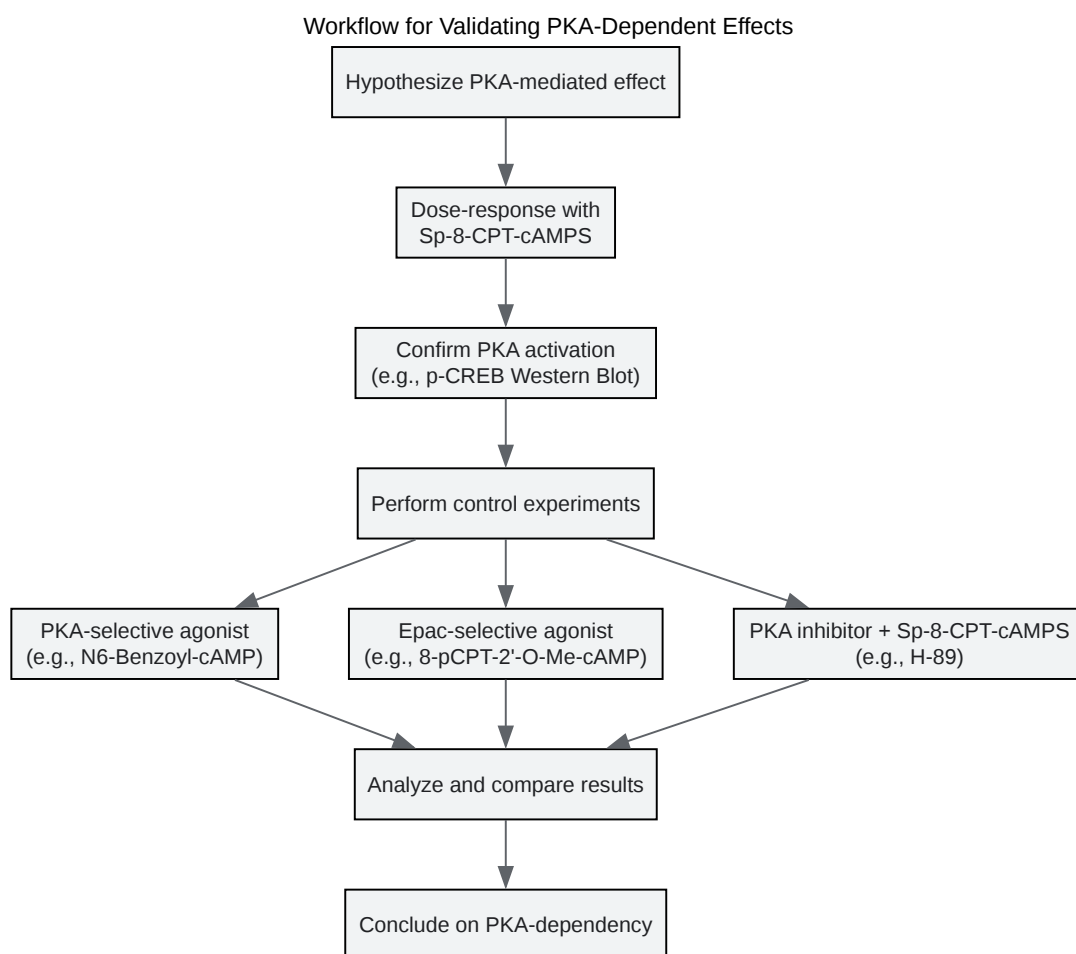 Workflow for Validating PKA-Dependent Effects
Hypothesize PKA-mediated effect
Dose-response with
Sp-8-CPT-cAMPS
Confirm PKA activation
(e.g., p-CREB Western Blot)
Perform control experiments
PKA-selective agonist
(e.g., N6-Benzoyl-cAMP)
Epac-selective agonist
(e.g., 8-pCPT-2'-O-Me-cAMP)
PKA inhibitor + Sp-8-CPT-cAMPS
(e.g., H-89)
Analyze and compare results
Conclude on PKA-dependency